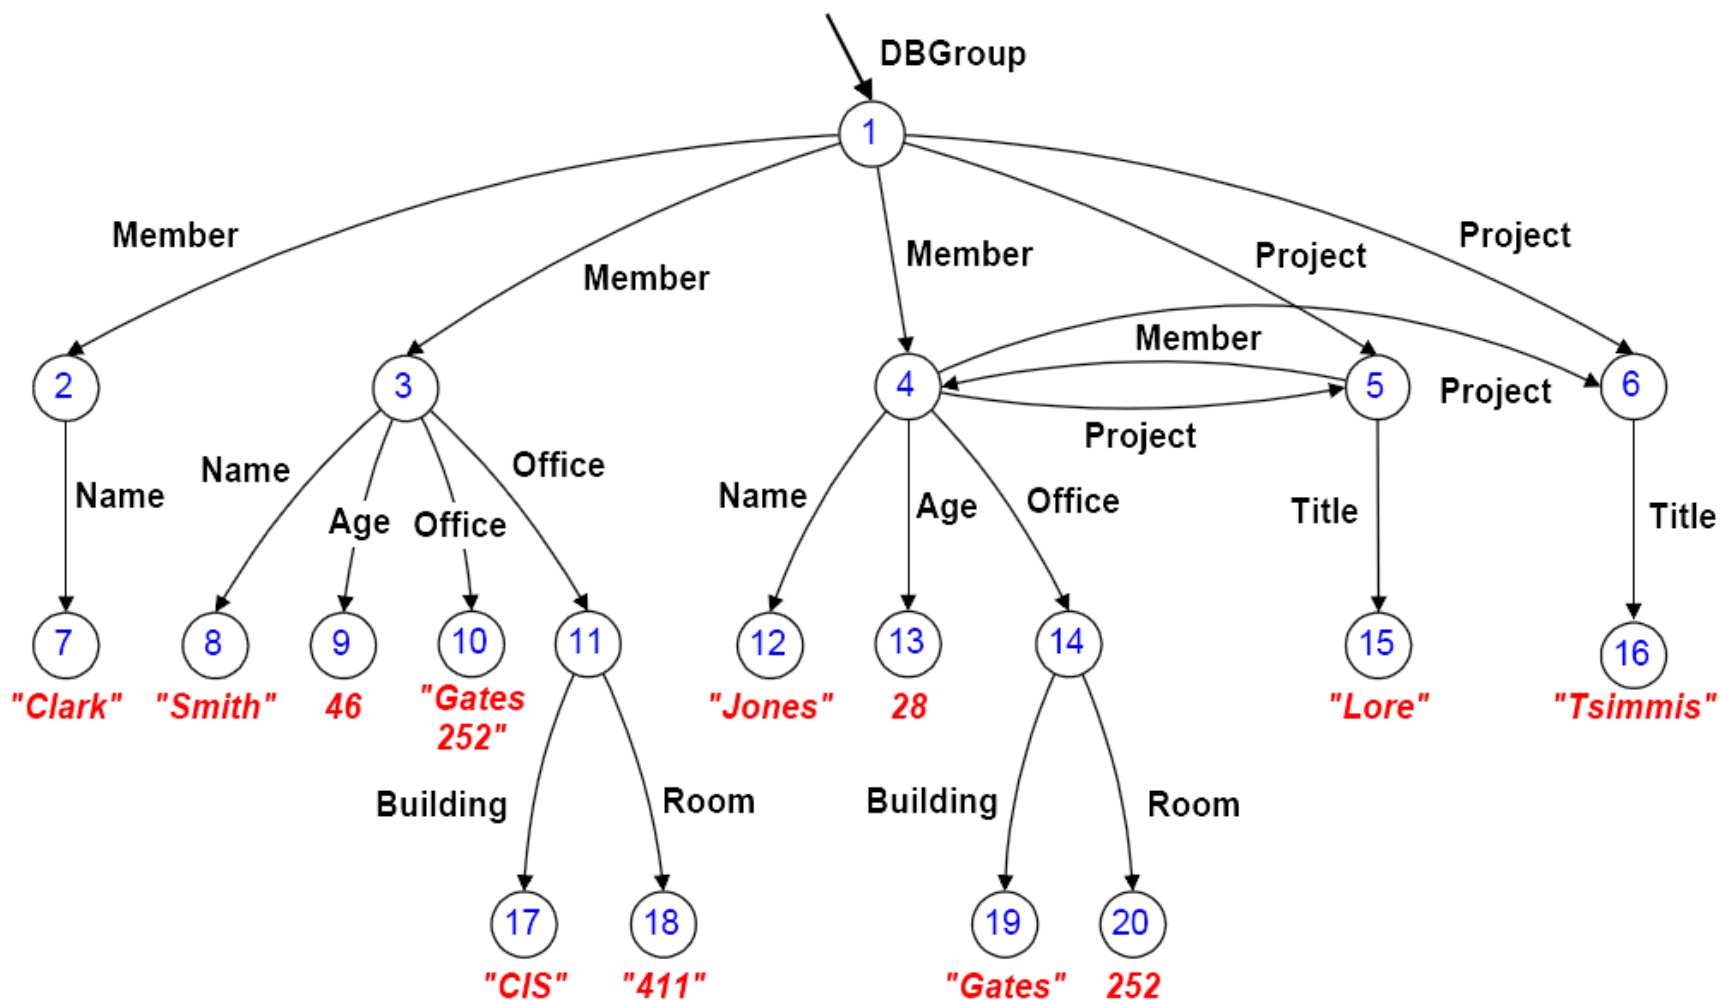 DBGroup
1
Member
Member
Member
Project
Project
Member
Project
Project
2
3
4
5
6
Name
Name
Age
Office
Office
Name
Age
Office
Title
Title
7
8
9
10
11
12
13
14
15
16
"Clark"
"Smith"
46
"Gates
252"
"Jones"
28
"Lore"
"Tsimmis"
Building
Room
Building
Room
17
18
19
20
"CIS"
"411"
"Gates"
252